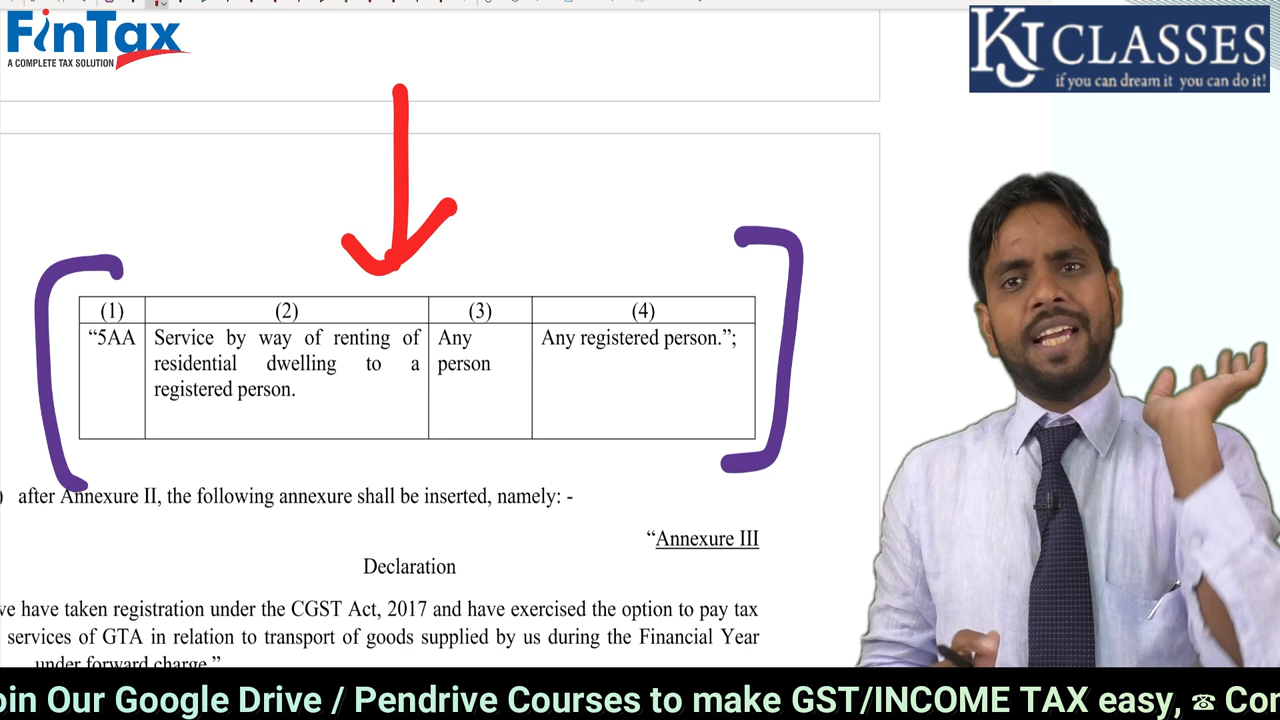 FinTax
A COMPLETE TAX SOLUTION
KJ CLASSES
if you can dream it you can do it!
(1) (2) (3) (4)
“5AA Service by way of renting of Any Any registered person.”;
residential dwelling to a person
registered person.
) after Annexure II, the following annexure shall be inserted, namely: -
“Annexure III
Declaration
have taken registration under the CGST Act, 2017 and have exercised the option to pay tax
services of GTA in relation to transport of goods supplied by us during the Financial Year
under forward charge.”
Our Google Drive / Pendrive Courses to make GST/INCOME TAX easy, ☎